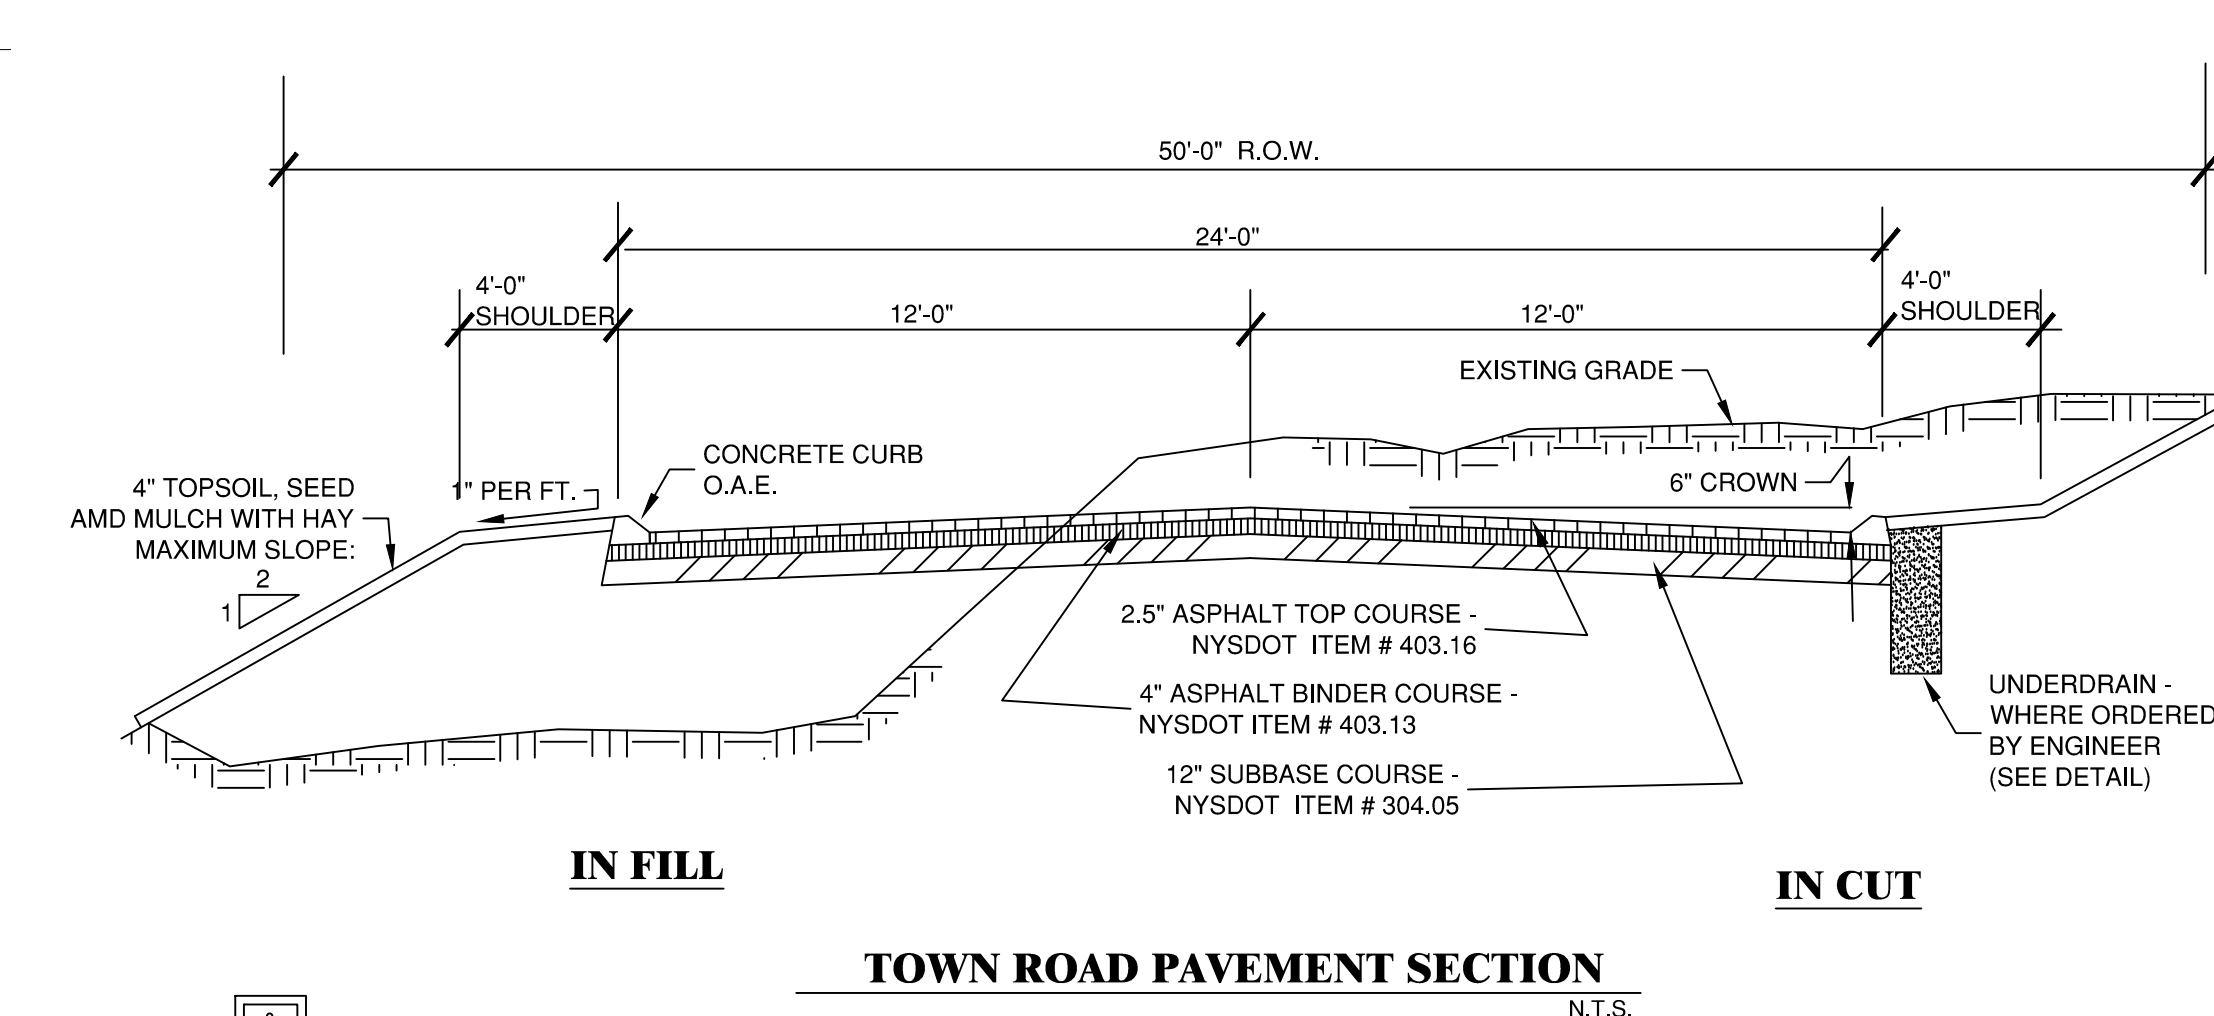 50'-0" R.O.W.
24'-0"
4'-0"
SHOULDER
12'-0"
12'-0"
4'-0"
SHOULDER
EXISTING GRADE
CONCRETE CURB
O.A.E.
6" CROWN
1" PER FT.
4" TOPSOIL, SEED
AMD MULCH WITH HAY
MAXIMUM SLOPE:
2
1
2.5" ASPHALT TOP COURSE -
NYSDOT ITEM # 403.16
4" ASPHALT BINDER COURSE -
NYSDOT ITEM # 403.13
12" SUBBASE COURSE -
NYSDOT ITEM # 304.05
UNDERDRAIN -
WHERE ORDERED
BY ENGINEER
(SEE DETAIL)
IN FILL
IN CUT
TOWN ROAD PAVEMENT SECTION
N.T.S.